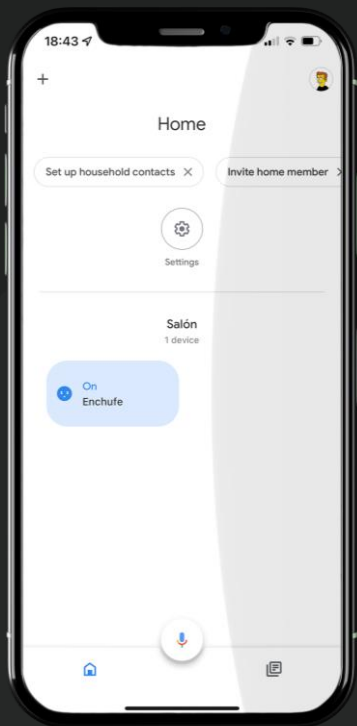 18:43
Home
Set up household contacts
Invite home member
Settings
Salón
1 device
On
Enchufe